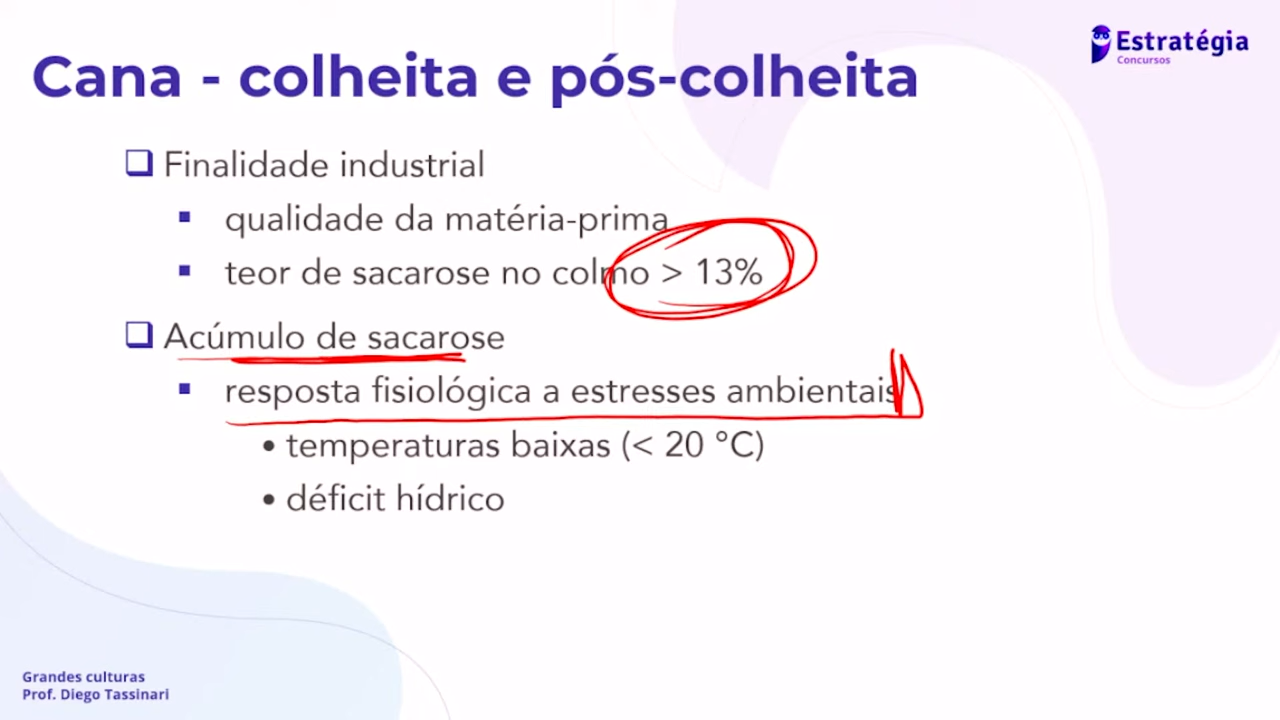 Estratégia
Concursos
Cana - colheita e pós-colheita
Finalidade industrial
qualidade da matéria-prima
teor de sacarose no colmo > 13%
Acúmulo de sacarose
resposta fisiológica a estresses ambientais
• temperaturas baixas (< 20 °C)
• déficit hídrico
Grandes culturas
Prof. Diego Tassinari